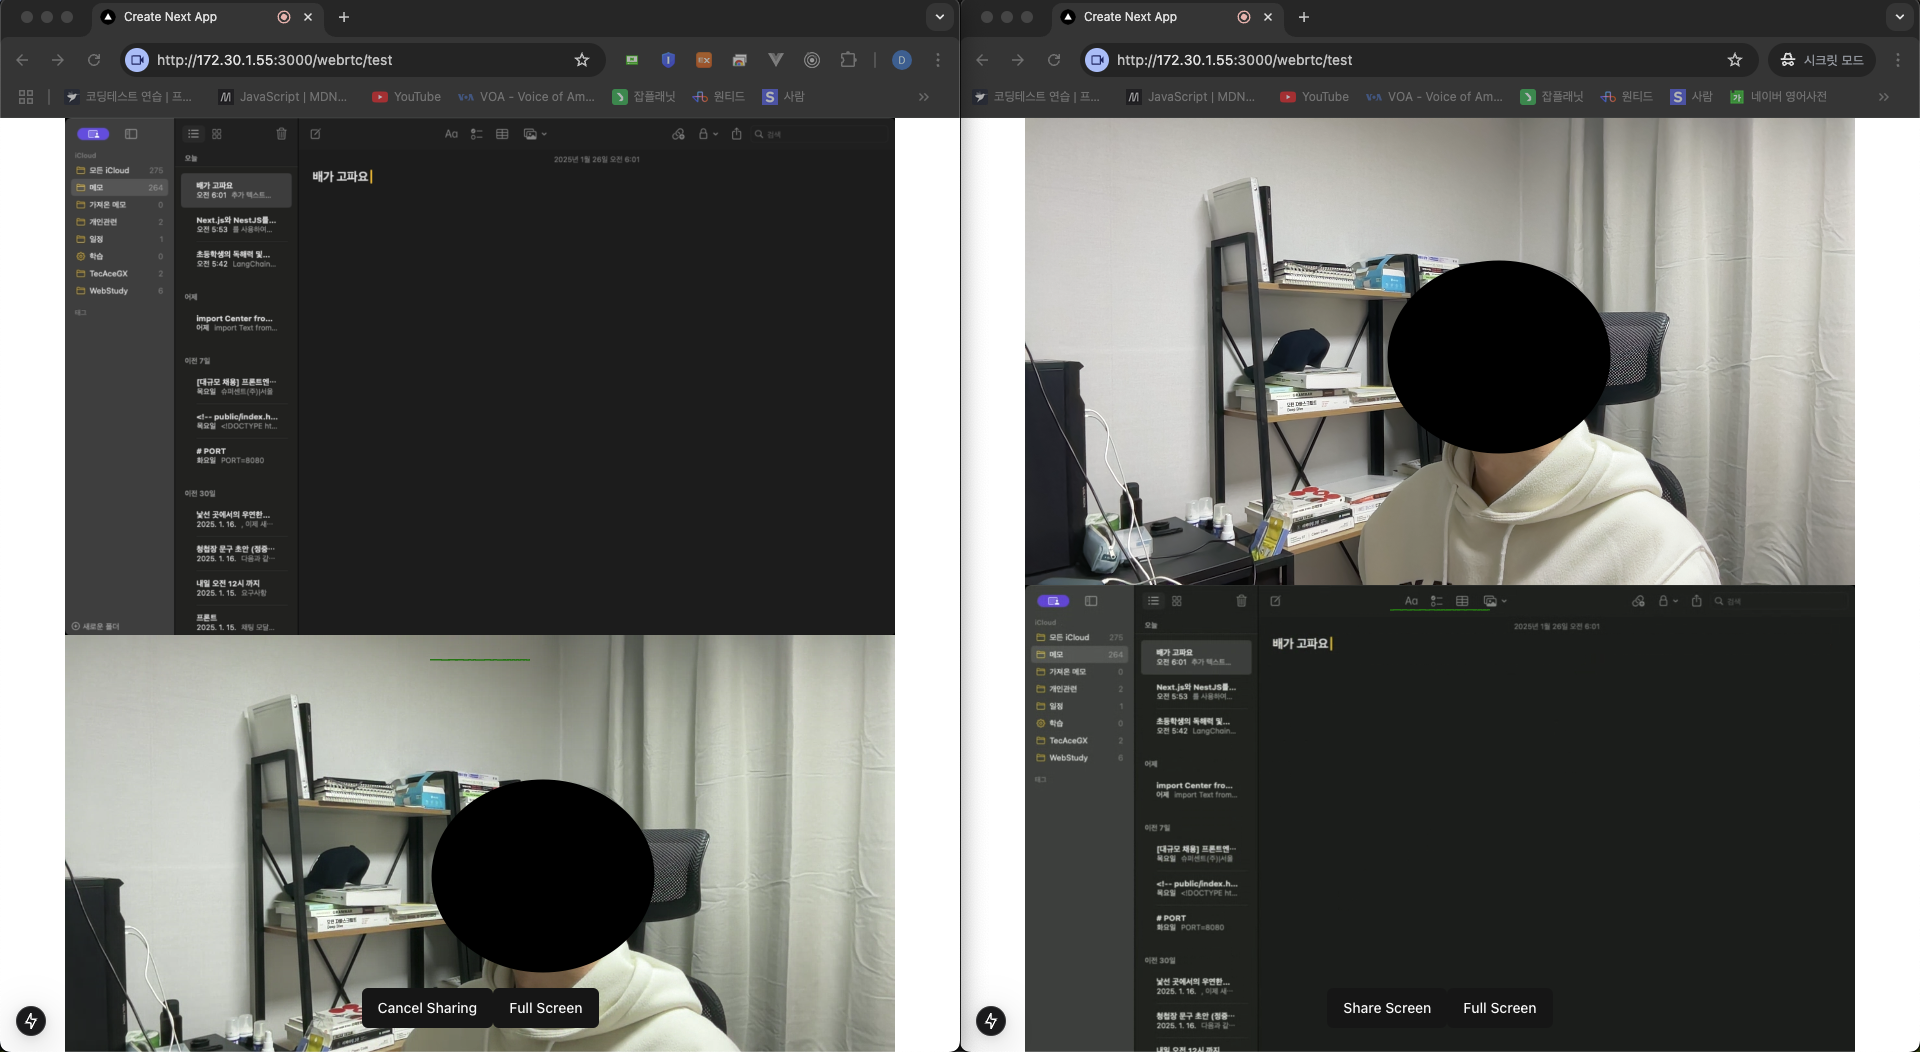 Create Next App
http://172.30.1.55:3000/webrtc/test
D
코딩테스트 연습 | 프...
JavaScript | MDN...
YouTube
VOA - Voice of Am...
잡플래닛
원티드
사람
iCloud
모든 iCloud 275
메모 264
가져온 메모 0
개인관련 2
일정 1
학습 0
TecAceGX 2
WebStudy 6
태그
새로운 폴더
오늘
배가 고파요
오전 6:01 추가 텍스트...
Next.js와 NestJS를...
오전 5:53 를 사용하여...
초등학생의 독해력 및...
오전 5:42 LangChain...
어제
import Center fro...
어제 import Text from...
이전 7일
[대규모 채용] 프론트엔...
목요일 슈퍼센트(주)|서울
<!-- public/index.h...
목요일 <!DOCTYPE ht...
# PORT
화요일 PORT=8080
이전 30일
낯선 곳에서의 우연한...
2025. 1. 16. , 이제 새...
청첩장 문구 초안 (정중...
2025. 1. 16. 다음과 같...
내일 오전 12시 까지
2025. 1. 15. 요구사항
프론트
2025. 1. 15. 채팅 모달...
Aa
검색
2025년 1월 26일 오전 6:01
배가 고파요
Cancel Sharing
Full Screen
Create Next App
http://172.30.1.55:3000/webrtc/test
시크릿 모드
코딩테스트 연습 | 프...
JavaScript | MDN...
YouTube
VOA - Voice of Am...
잡플래닛
원티드
사람
네이버 영어사전
iCloud
모든 iCloud 275
메모 264
가져온 메모 0
개인관련 2
일정 1
학습 0
TecAceGX 2
WebStudy 6
태그
오늘
배가 고파요
오전 6:01 추가 텍스트...
Next.js와 NestJS를...
오전 5:53 를 사용하여...
초등학생의 독해력 및...
오전 5:42 LangChain...
어제
import Center fro...
어제 import Text from...
이전 7일
[대규모 채용] 프론트엔...
목요일 슈퍼센트(주)|서울
<!-- public/index.h...
목요일 <!DOCTYPE ht...
# PORT
화요일 PORT=8080
이전 30일
낯선 곳에서의 우연한...
2025. 1. 16. , 이제 새...
청첩장 문구 초안 (정중...
2025. 1. 16. 다음과 같...
내일 오전 12시 까지
Aa
검색
2025년 1월 26일 오전 6:01
배가 고파요
Share Screen
Full Screen